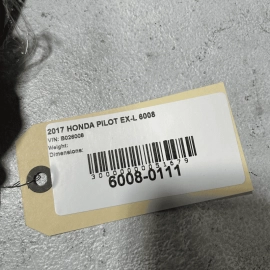 2017 HONDA PILOT EX-L 6008
VIN: B026008
Weight:
Dimensions:
6008-0111